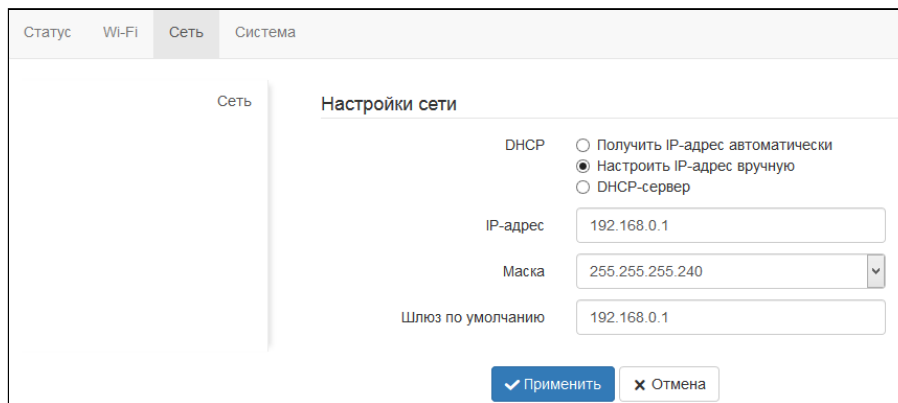 Статус Wi-Fi Сеть Система
Сеть
Настройки сети
DHCP
Получить IP-адрес автоматически
Настроить IP-адрес вручную
DHCP-сервер
IP-адрес 192.168.0.1
Маска 255.255.255.240
Шлюз по умолчанию 192.168.0.1
Применить Отмена